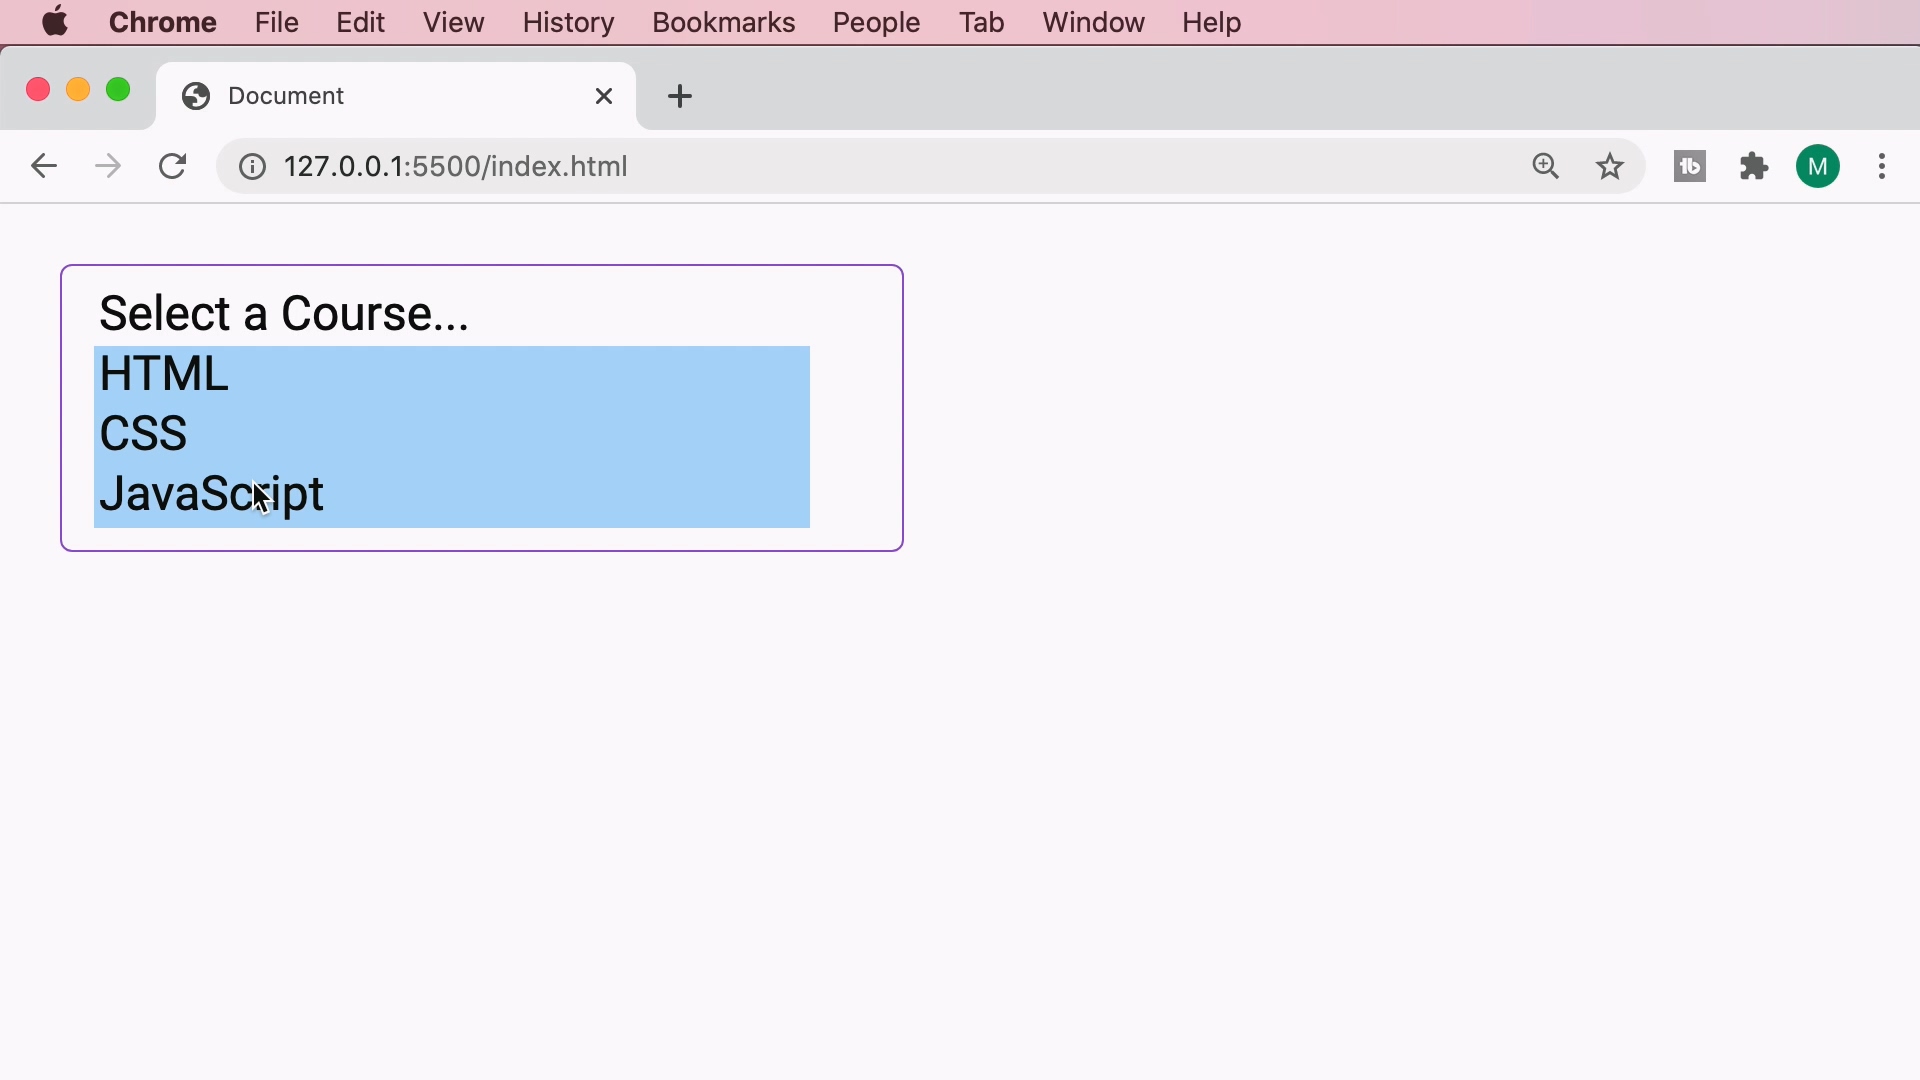 Chrome File Edit View History Bookmarks People Tab Window Help
Document
127.0.0.1:5500/index.html
M
Select a Course...
HTML
CSS
JavaScript